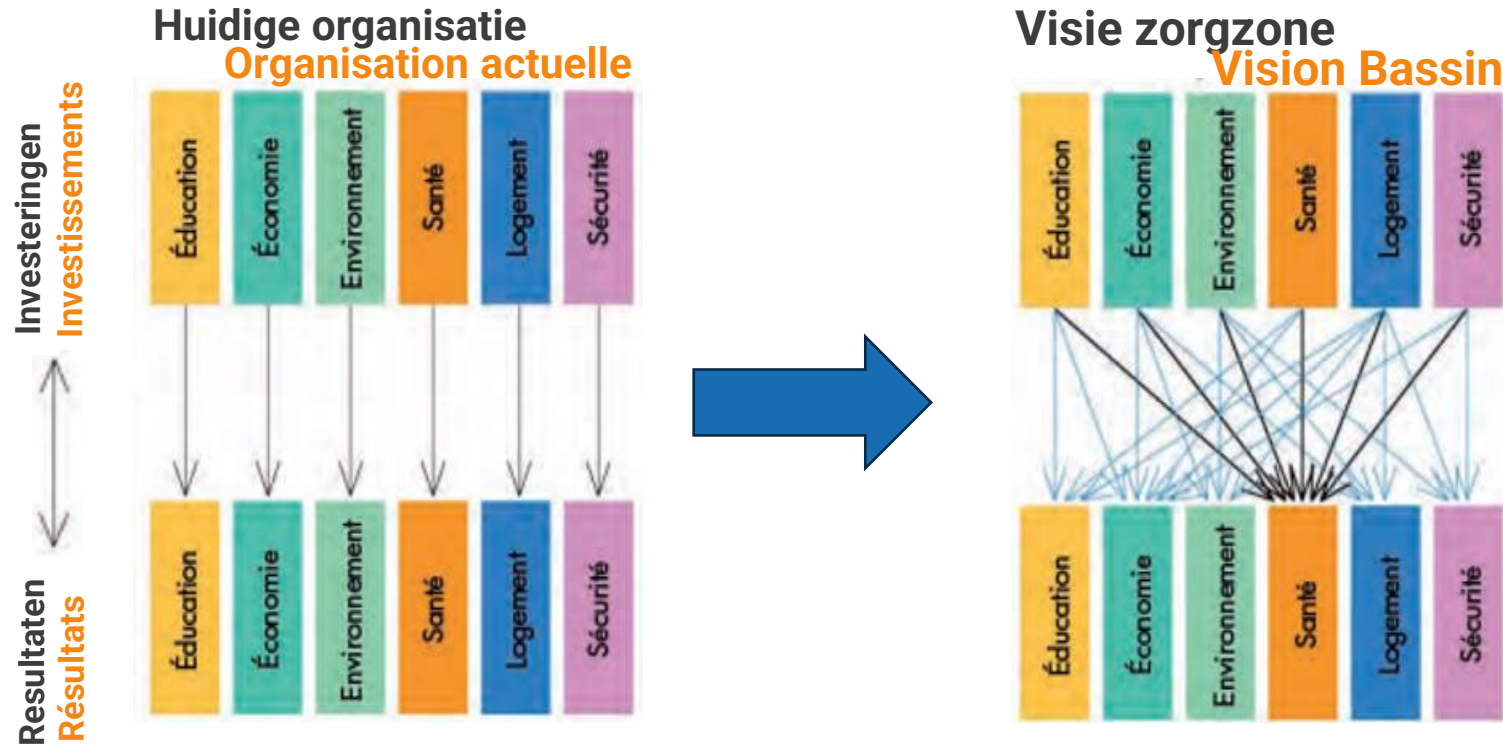 Huidige organisatie
Organisation actuelle
Visie zorgzone
Vision Bassin
Investeringen
Investissements
Éducation
Économie
Environnement
Santé
Logement
Sécurité
Éducation
Économie
Environnement
Santé
Logement
Sécurité
Resultaten
Résultats
Éducation
Économie
Environnement
Santé
Logement
Sécurité
Éducation
Économie
Environnement
Santé
Logement
Sécurité